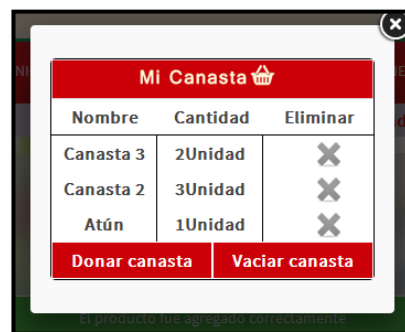 Mi Canasta
Nombre Cantidad Eliminar
Canasta 3 2Unidad
Canasta 2 3Unidad
Atún 1Unidad
Donar canasta Vaciar canasta
El producto fue agregado correctamente